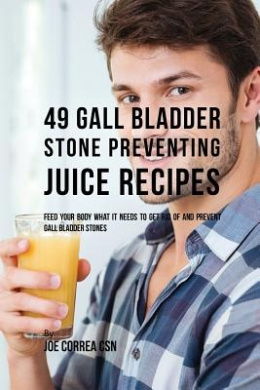 49 GALL BLADDER
STONE PREVENTING
JUICE RECIPES
FEED YOUR BODY WHAT IT NEEDS TO GET RID OF AND PREVENT
GALL BLADDER STONES
By
JOE CORREA CSN